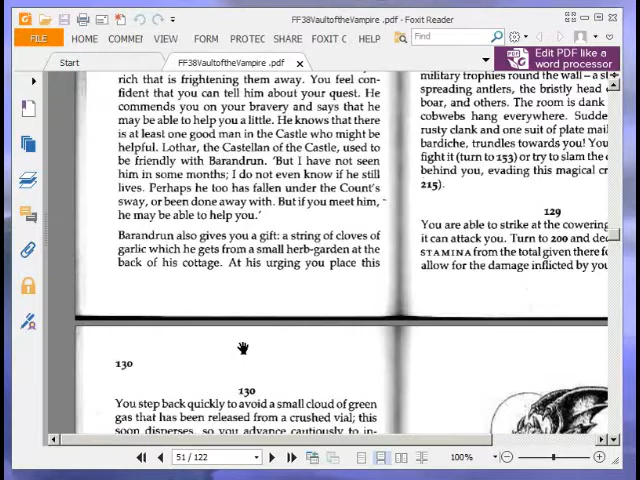 FF38VaultoftheVampire .pdf - Foxit Reader
FILE HOME COMMEI VIEW FORM PROTEC SHARE FOXIT C HELP Find
Start FF38VaultoftheVampire .pdf Edit PDF like a
word processor
rich that is frightening them away. You feel con-
fident that you can tell him about your quest. He
commends you on your bravery and says that he
may be able to help you a little. He knows that there
is at least one good man in the Castle who might be
helpful. Lothar, the Castellan of the Castle, used to
be friendly with Barandrun. 'But I have not seen
him in some months; I do not even know if he still
lives. Perhaps he too has fallen under the Count's
sway, or been done away with. But if you meet him,
he may be able to help you.'
Barandrun also gives you a gift: a string of cloves of
garlic which he gets from a small herb-garden at the
back of his cottage. At his urging you place this
military trophies round the wall – a s
spreading antlers, the bristly head
boar, and others. The room is dank
cobwebs hang everywhere. Sudde
rusty clank and one suit of plate mai
bardiche, trundles towards you! You
fight it (turn to 153) or try to slam the
behind you, evading this magical cr
215).
129
You are able to strike at the cowering
it can attack you. Turn to 200 and dec
STAMINA from the total given there fo
allow for the damage inflicted by you
130
130
You step back quickly to avoid a small cloud of green
gas that has been released from a crushed vial; this
soon disperses, so you advance cautiously to in-
51 / 122 100%